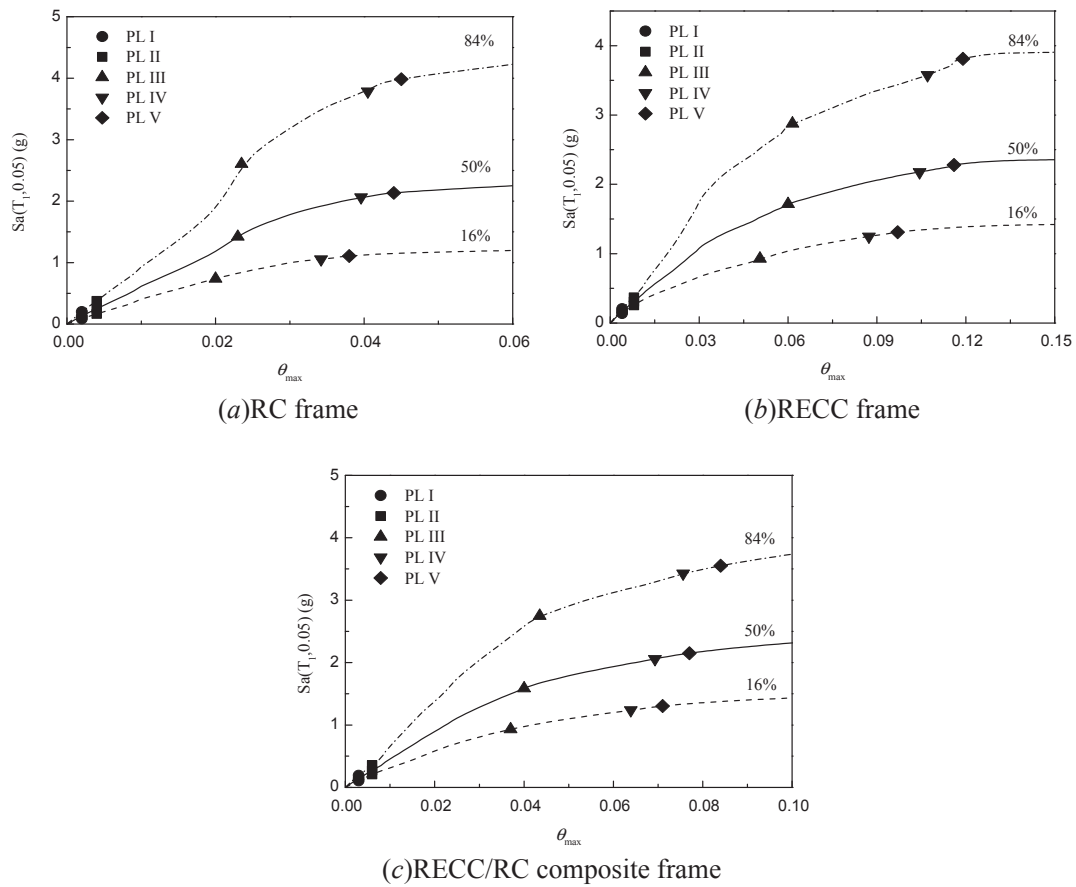 5
4
3
2
1
0
Sa(T₁,0.05) (g)
PL I
PL II
PL III
PL IV
PL V
84%
50%
16%
0.00 0.02 0.04 0.06
θmax
(a)RC frame
4
3
2
1
0
Sa(T₁,0.05) (g)
PL I
PL II
PL III
PL IV
PL V
84%
50%
16%
0.00 0.03 0.06 0.09 0.12 0.15
θmax
(b)RECC frame
5
4
3
2
1
0
Sa(T₁,0.05) (g)
PL I
PL II
PL III
PL IV
PL V
84%
50%
16%
0.00 0.02 0.04 0.06 0.08 0.10
θmax
(c)RECC/RC composite frame